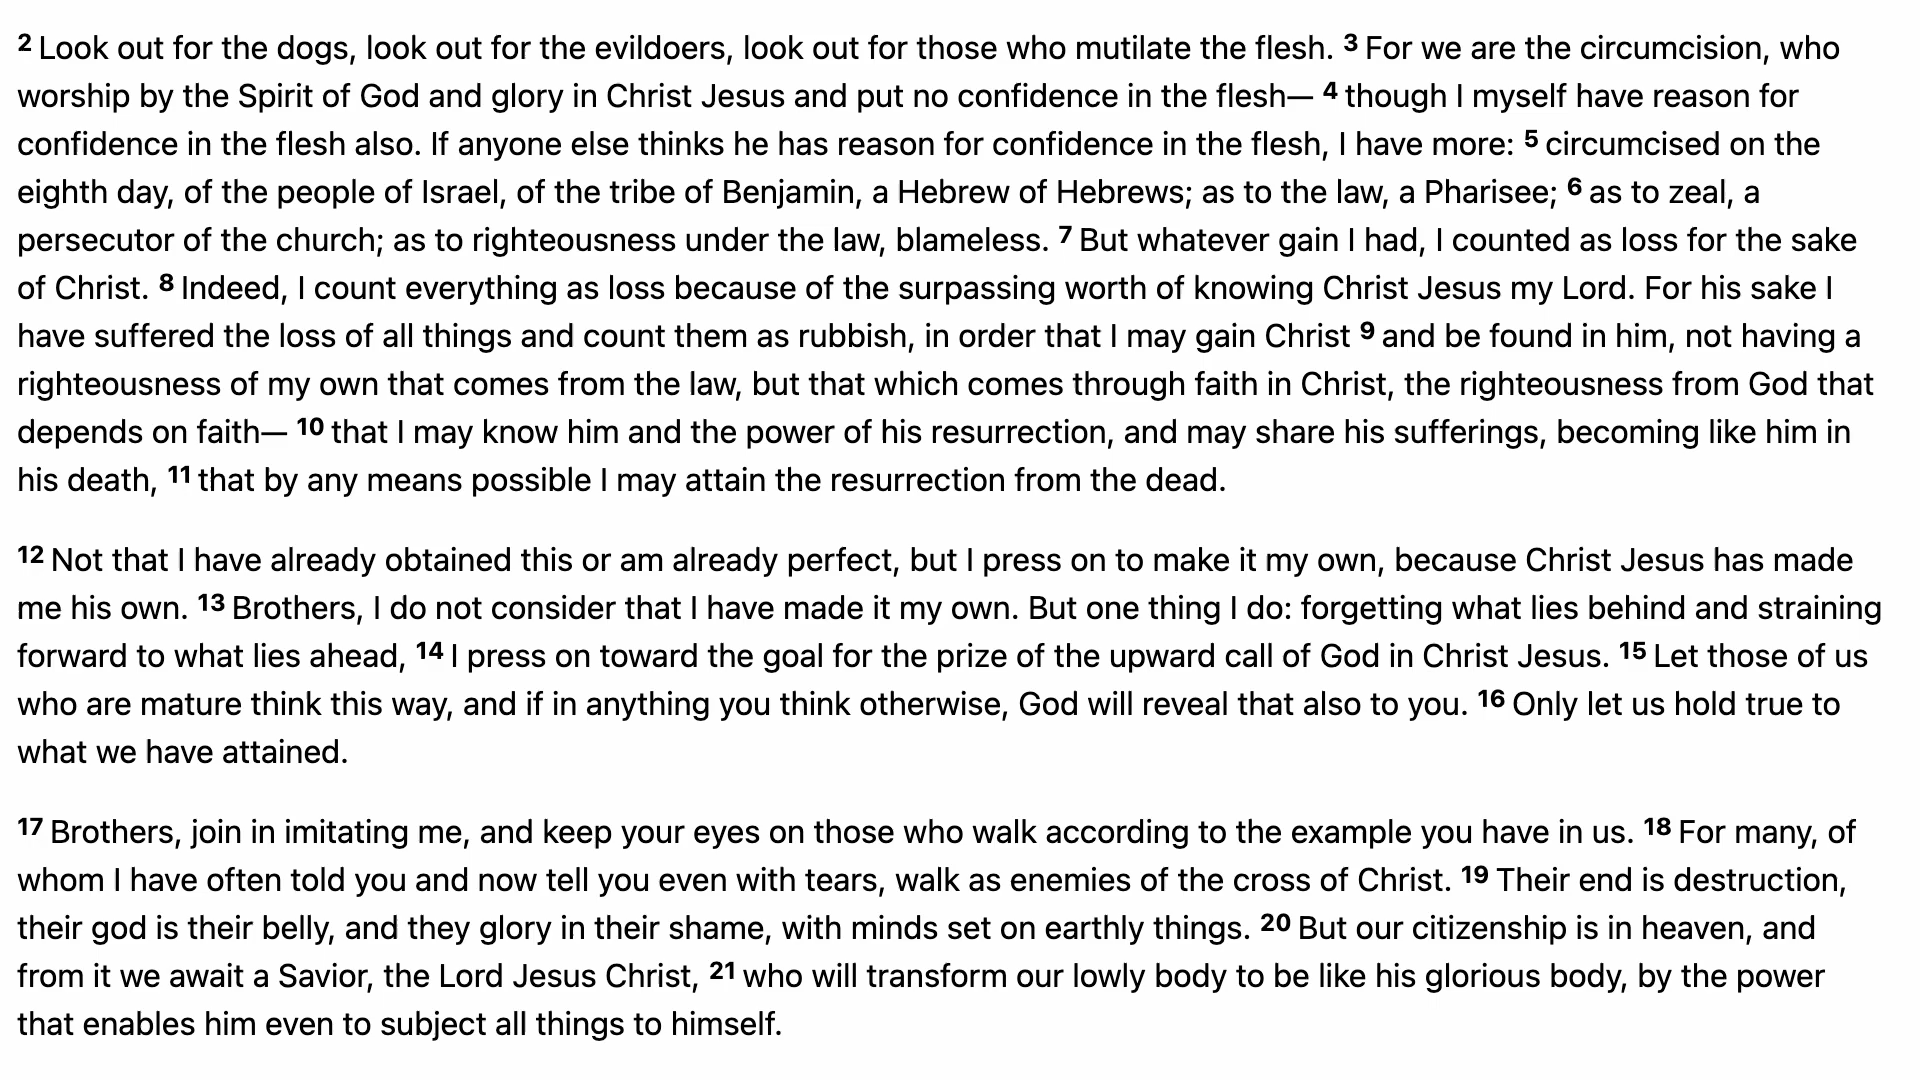 2 Look out for the dogs, look out for the evildoers, look out for those who mutilate the flesh. 3 For we are the circumcision, who
worship by the Spirit of God and glory in Christ Jesus and put no confidence in the flesh— 4 though I myself have reason for
confidence in the flesh also. If anyone else thinks he has reason for confidence in the flesh, I have more: 5 circumcised on the
eighth day, of the people of Israel, of the tribe of Benjamin, a Hebrew of Hebrews; as to the law, a Pharisee; 6 as to zeal, a
persecutor of the church; as to righteousness under the law, blameless. 7 But whatever gain I had, I counted as loss for the sake
of Christ. 8 Indeed, I count everything as loss because of the surpassing worth of knowing Christ Jesus my Lord. For his sake I
have suffered the loss of all things and count them as rubbish, in order that I may gain Christ 9 and be found in him, not having a
righteousness of my own that comes from the law, but that which comes through faith in Christ, the righteousness from God that
depends on faith— 10 that I may know him and the power of his resurrection, and may share his sufferings, becoming like him in
his death, 11 that by any means possible I may attain the resurrection from the dead.
12 Not that I have already obtained this or am already perfect, but I press on to make it my own, because Christ Jesus has made
me his own. 13 Brothers, I do not consider that I have made it my own. But one thing I do: forgetting what lies behind and straining
forward to what lies ahead, 14 I press on toward the goal for the prize of the upward call of God in Christ Jesus. 15 Let those of us
who are mature think this way, and if in anything you think otherwise, God will reveal that also to you. 16 Only let us hold true to
what we have attained.
17 Brothers, join in imitating me, and keep your eyes on those who walk according to the example you have in us. 18 For many, of
whom I have often told you and now tell you even with tears, walk as enemies of the cross of Christ. 19 Their end is destruction,
their god is their belly, and they glory in their shame, with minds set on earthly things. 20 But our citizenship is in heaven, and
from it we await a Savior, the Lord Jesus Christ, 21 who will transform our lowly body to be like his glorious body, by the power
that enables him even to subject all things to himself.